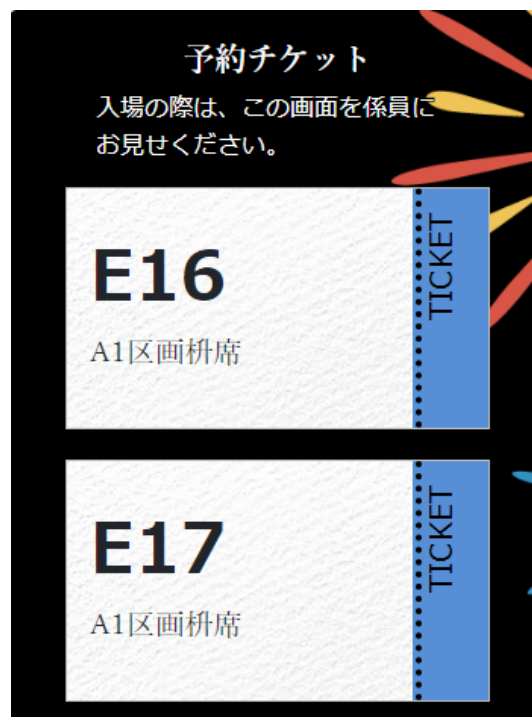 予約チケット
入場の際は、この画面を係員に
お見せください。
E16
A1区画枡席
TICKET
E17
A1区画枡席
TICKET